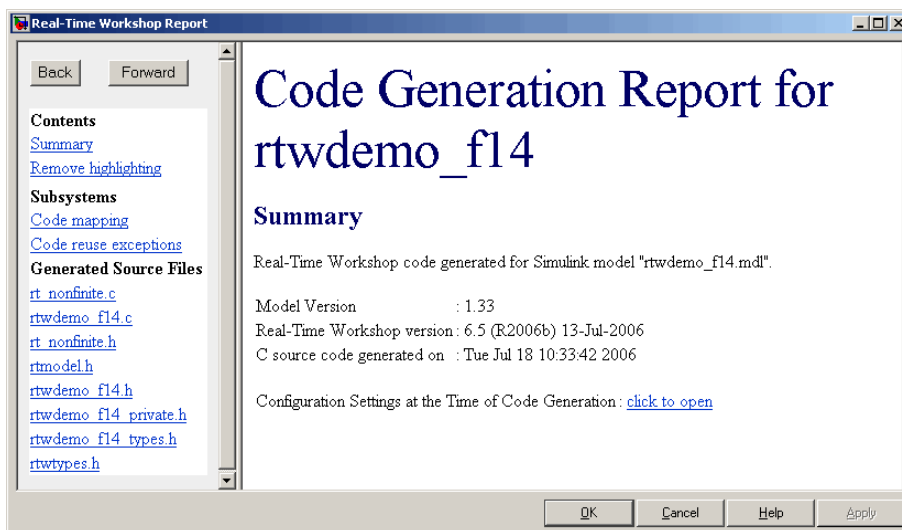 Real-Time Workshop Report
Back
Forward
Contents
Summary
Remove highlighting
Subsystems
Code mapping
Code reuse exceptions
Generated Source Files
rt_nonfinite.c
rtwdemo_f14.c
rt_nonfinite.h
rtmodel.h
rtwdemo_f14.h
rtwdemo_f14_private.h
rtwdemo_f14_types.h
rtwtypes.h
Code Generation Report for
rtwdemo_f14
Summary
Real-Time Workshop code generated for Simulink model "rtwdemo_f14.mdl".
Model Version : 1.33
Real-Time Workshop version : 6.5 (R2006b) 13-Jul-2006
C source code generated on : Tue Jul 18 10:33:42 2006
Configuration Settings at the Time of Code Generation : click to open
OK
Cancel
Help
Apply